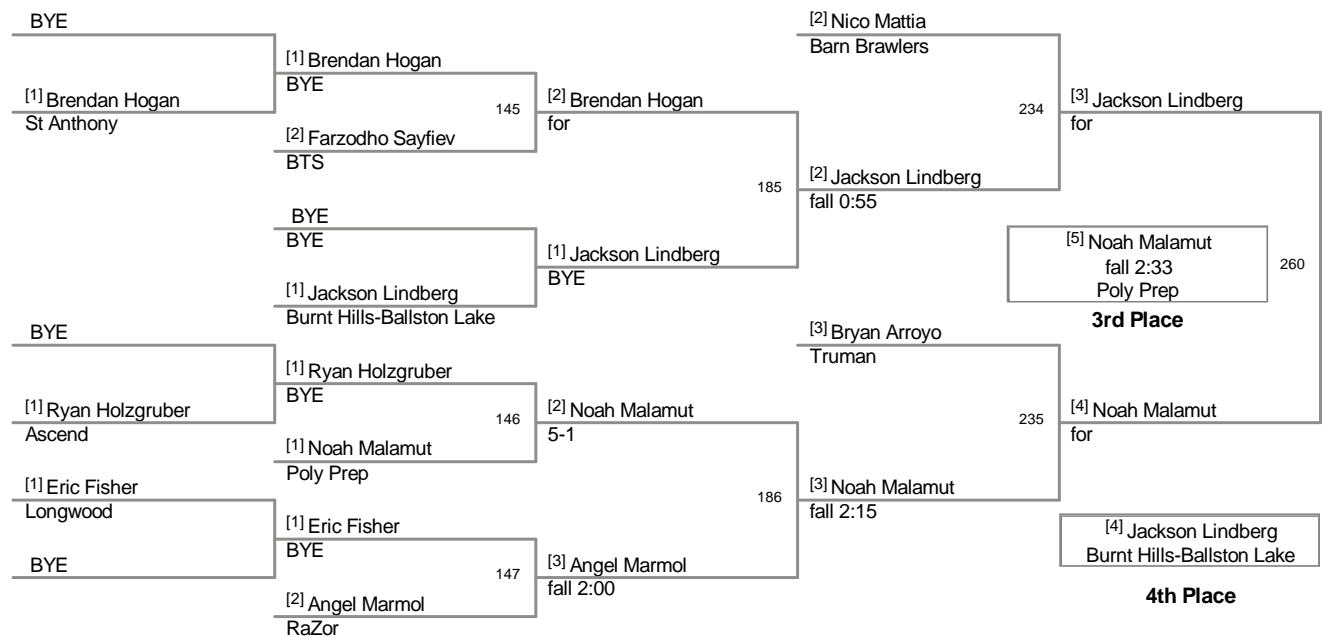 BYE
[2] Nico Mattia
Barn Brawlers
[1] Brendan Hogan
BYE
[1] Brendan Hogan
St Anthony
145
[2] Brendan Hogan
for
234
[3] Jackson Lindberg
for
[2] Farzodho Sayfiev
BTS
185
[2] Jackson Lindberg
fall 0:55
BYE
BYE
[1] Jackson Lindberg
BYE
[5] Noah Malamut
fall 2:33
Poly Prep
260
3rd Place
[1] Jackson Lindberg
Burnt Hills-Ballston Lake
BYE
[3] Bryan Arroyo
Truman
[1] Ryan Holzgruber
BYE
[1] Ryan Holzgruber
Ascend
146
[2] Noah Malamut
5-1
235
[4] Noah Malamut
for
[1] Noah Malamut
Poly Prep
[1] Eric Fisher
Longwood
186
[3] Noah Malamut
fall 2:15
[1] Eric Fisher
BYE
[4] Jackson Lindberg
Burnt Hills-Ballston Lake
BYE
147
[3] Angel Marmol
fall 2:00
4th Place
[2] Angel Marmol
RaZor